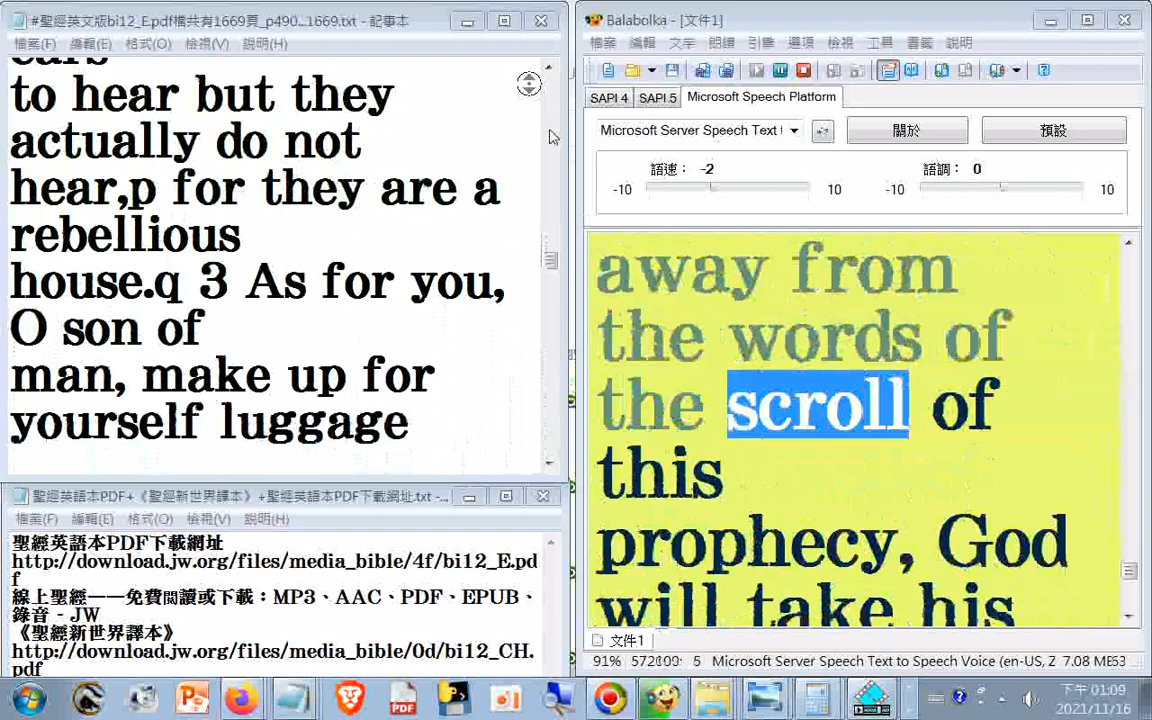 #聖經英文版bi12_E.pdf檔共有1669頁_p490...1669.txt - 記事本
檔案(F) 編輯(E) 格式(O) 檢視(V) 說明(H)
ears
to hear but they
actually do not
hear,p for they are a
rebellious
house.q 3 As for you,
O son of
man, make up for
yourself luggage
聖經英語本PDF+《聖經新世界譯本》+聖經英語本PDF下載網址.txt -...
檔案(F) 編輯(E) 格式(O) 檢視(V) 說明(H)
聖經英語本PDF下載網址
http://download.jw.org/files/media_bible/4f/bi12_E.pd
f
線上聖經——免費閱讀或下載：MP3、AAC、PDF、EPUB、
錄音 - JW
《聖經新世界譯本》
http://download.jw.org/files/media_bible/0d/bi12_CH.
pdf
Balabolka - [文件1]
檔案 編輯 文字 朗讀 引擎 選項 檢視 工具 書籤 說明
SAPI 4 SAPI 5 Microsoft Speech Platform
Microsoft Server Speech Text
關於 預設
語速： -2 語調： 0
-10 10 -10 10
away from
the words of
the scroll of
this
prophecy, God
will take his
文件1
91% 5 Microsoft Server Speech Text to Speech Voice (en-US, Z 7.08 ME
下午 01:09
2021/11/16